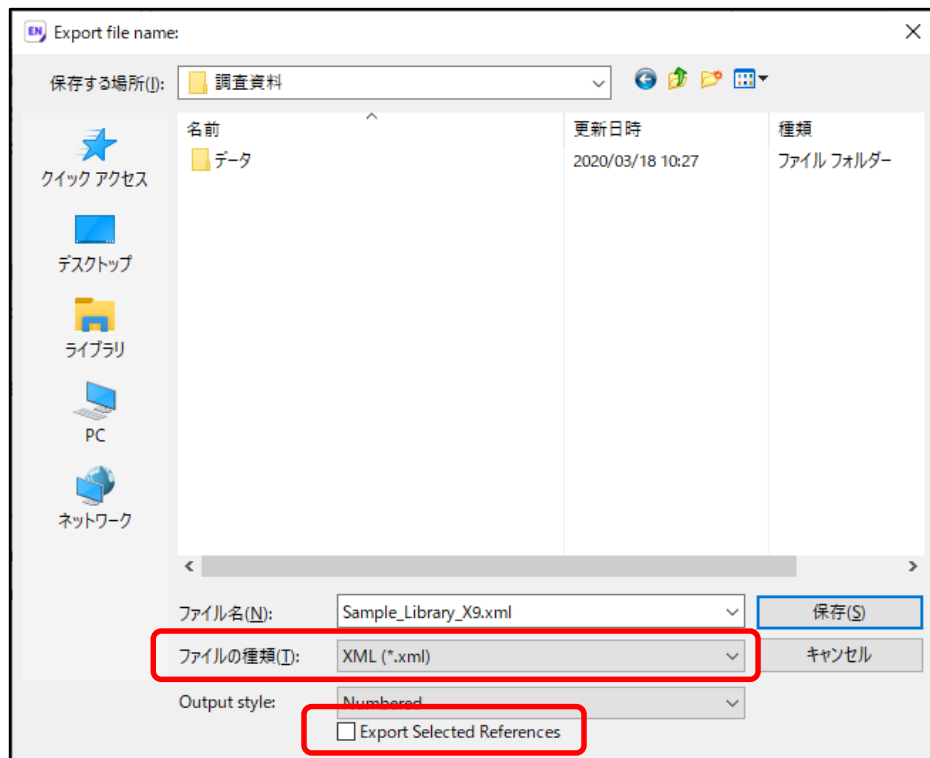 EN Export file name:
保存する場所(I): 調査資料
名前 更新日時 種類
データ 2020/03/18 10:27 ファイル フォルダー
クイック アクセス
デスクトップ
ライブラリ
PC
ネットワーク
ファイル名(N): Sample_Library_X9.xml 保存(S)
ファイルの種類(T): XML (*.xml) キャンセル
Output style: Numbered
Export Selected References